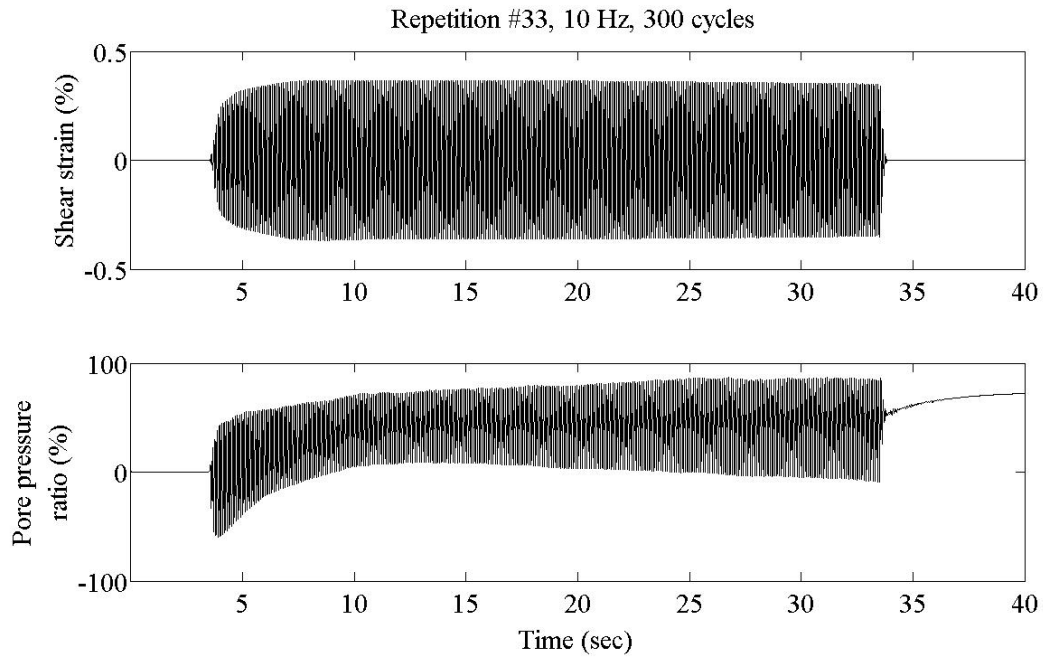 Repetition #33, 10 Hz, 300 cycles
0.5
0
-0.5
Shear strain (%)
5 10 15 20 25 30 35 40
100
0
-100
Pore pressure
ratio (%)
5 10 15 20 25 30 35 40
Time (sec)